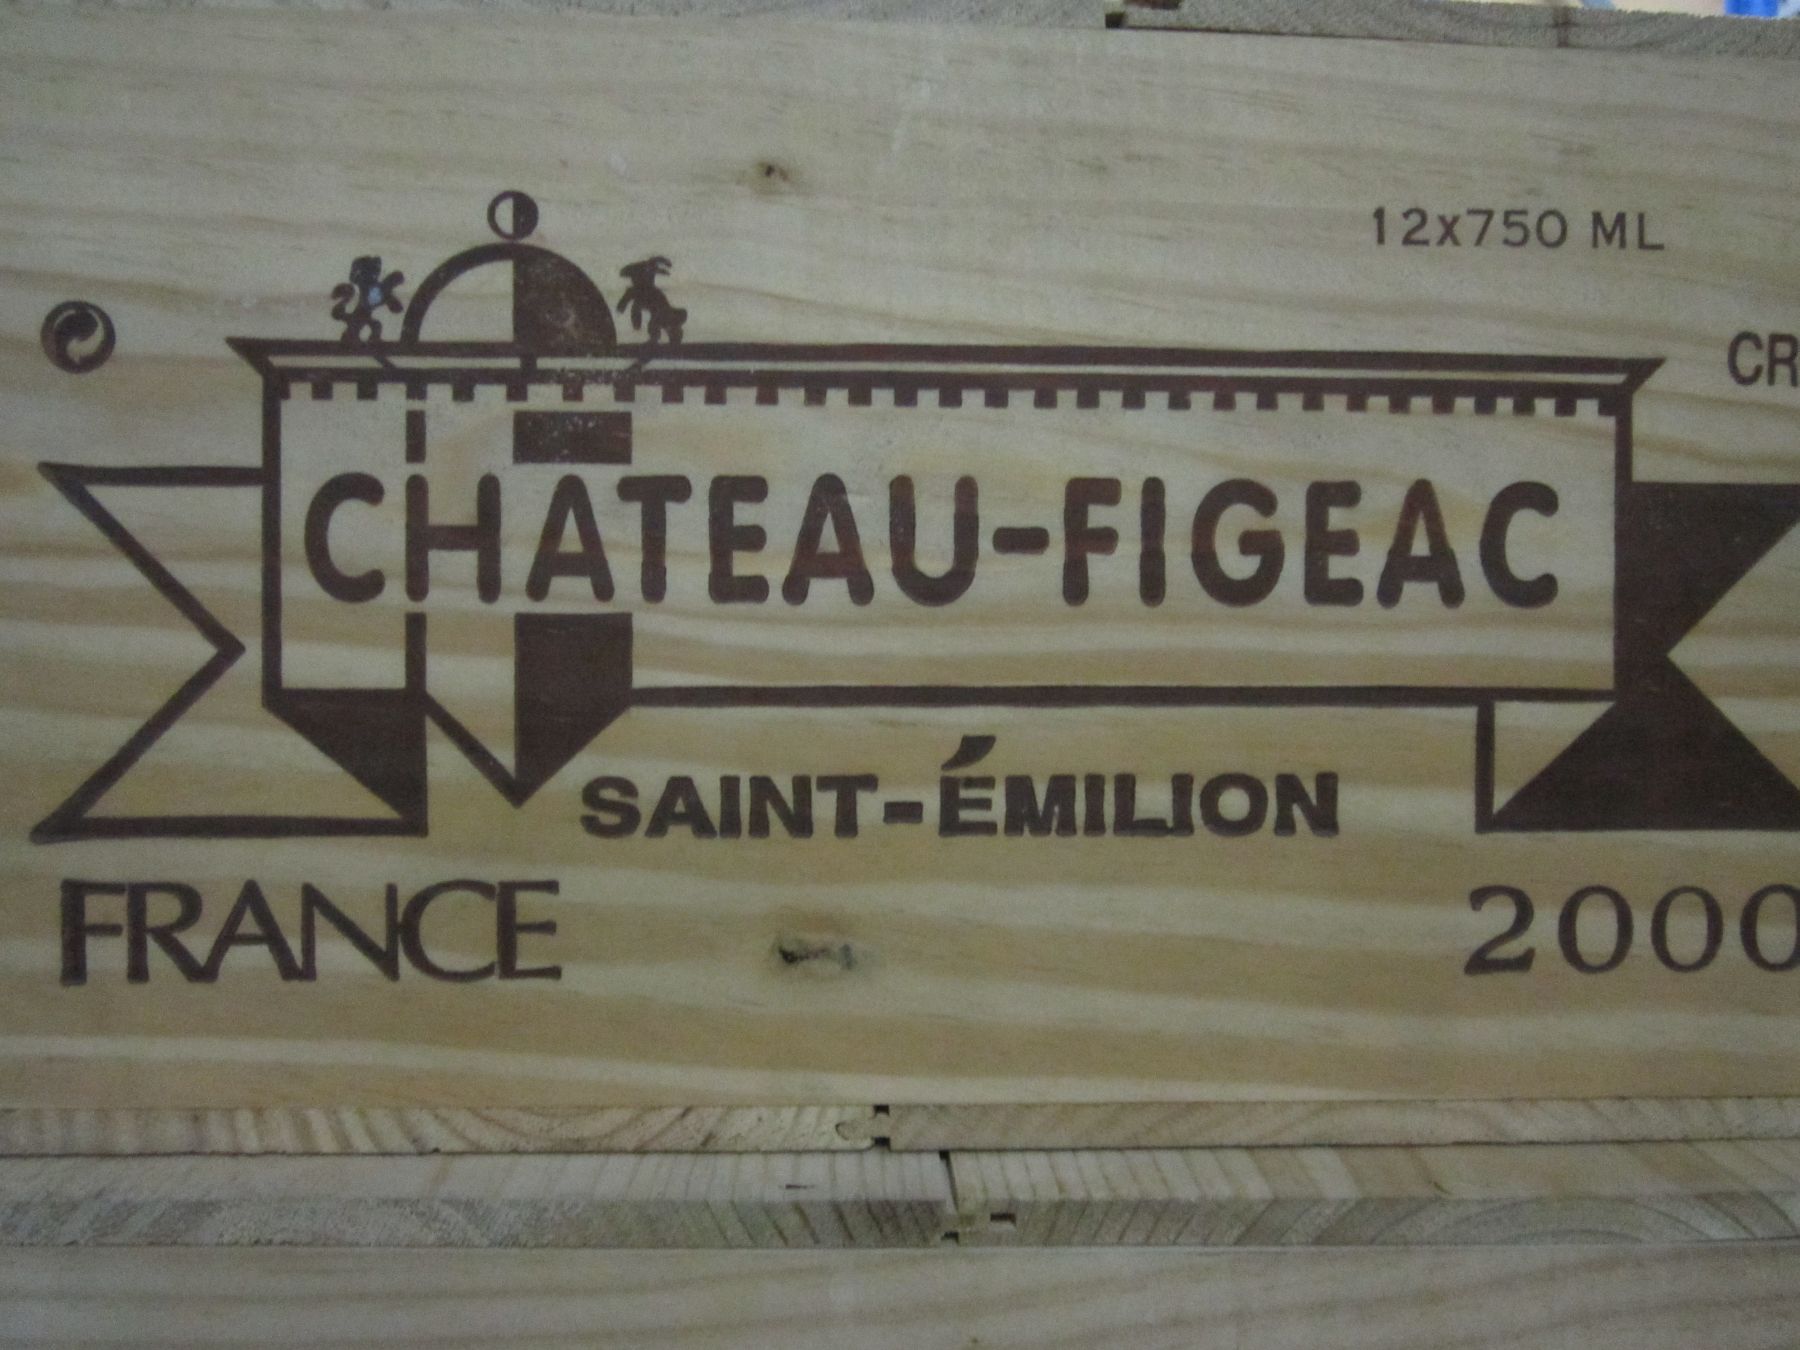 12x750 ML
CR
CHATEAU-FIGEAC
SAINT-ÉMILION
FRANCE
2000